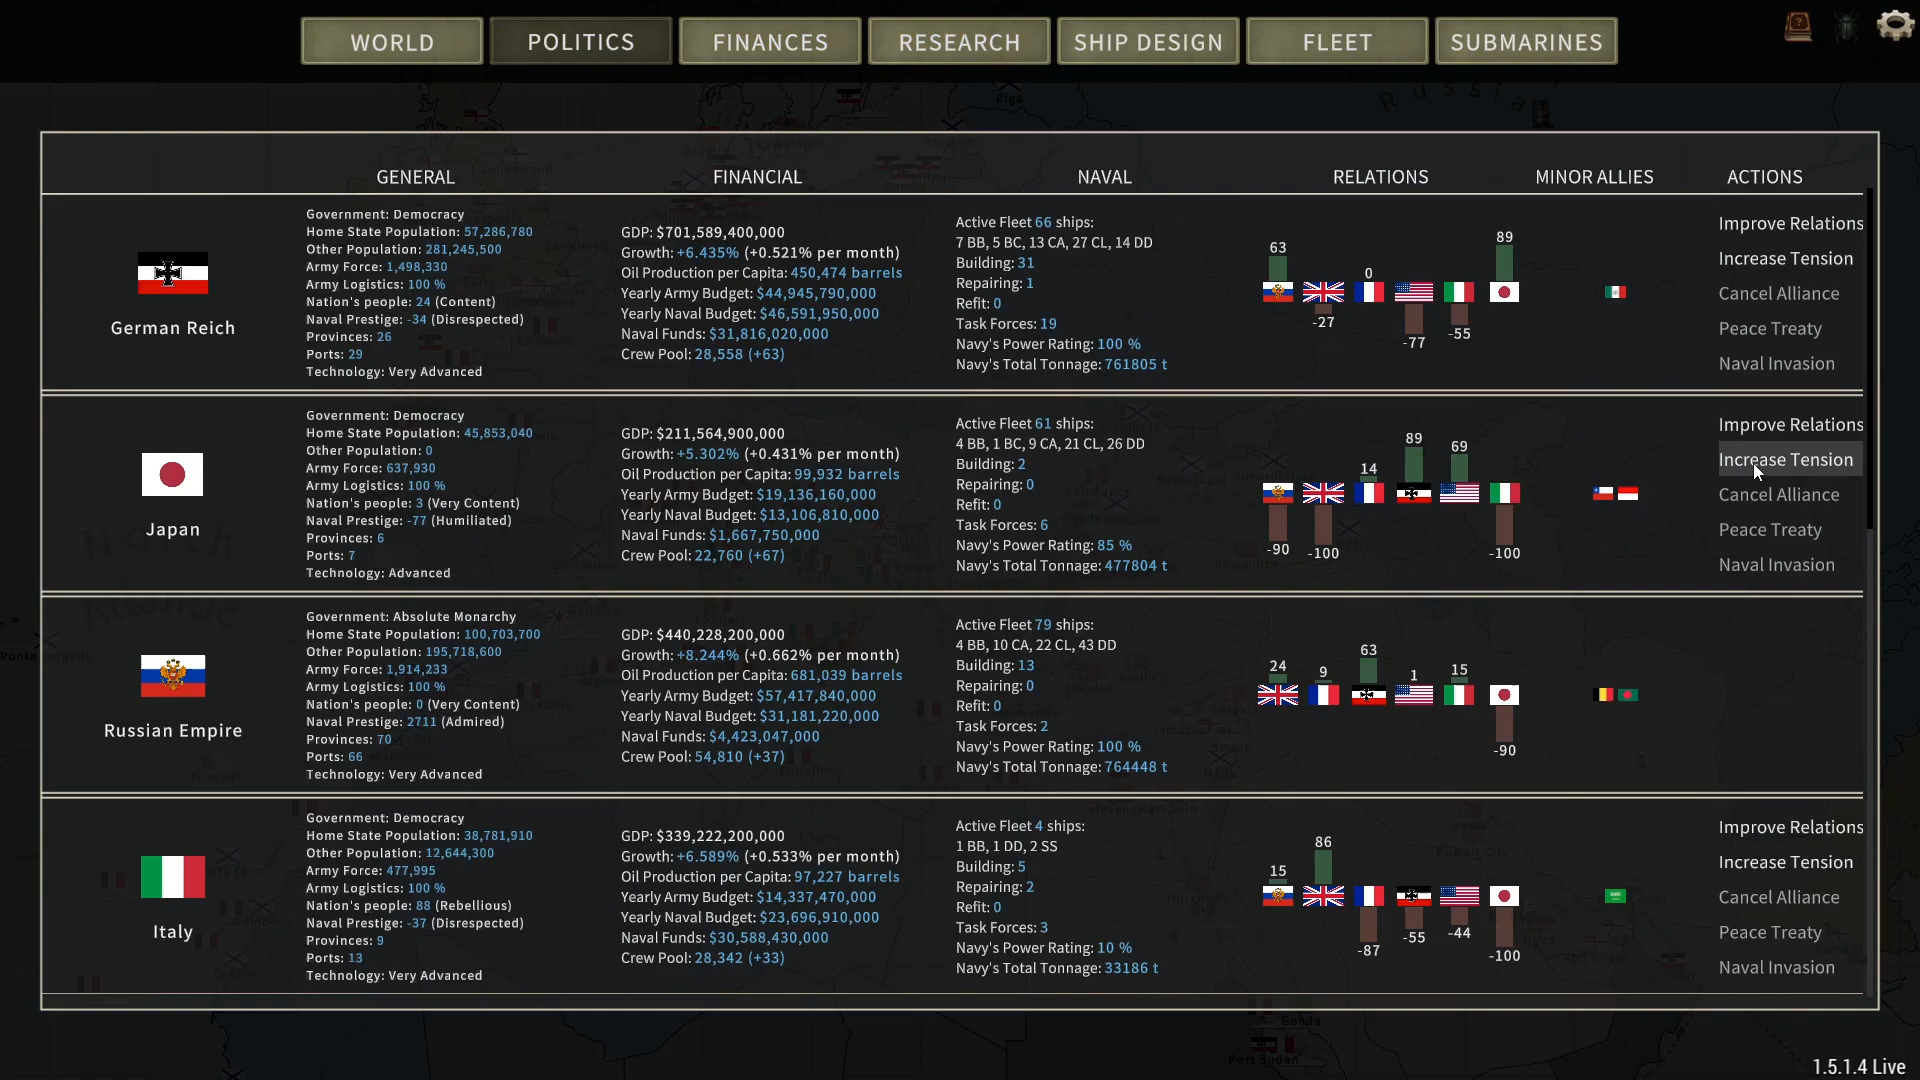 WORLD
POLITICS
FINANCES
RESEARCH
SHIP DESIGN
FLEET
SUBMARINES
Riga
Russia
GENERAL
FINANCIAL
NAVAL
RELATIONS
MINOR ALLIES
ACTIONS
German Reich
Government: Democracy
Home State Population: 57,286,780
Other Population: 281,245,500
Army Force: 1,498,330
Army Logistics: 100 %
Nation's people: 24 (Content)
Naval Prestige: -34 (Disrespected)
Provinces: 26
Ports: 29
Technology: Very Advanced
GDP: $701,589,400,000
Growth: +6.435% (+0.521% per month)
Oil Production per Capita: 450,474 barrels
Yearly Army Budget: $44,945,790,000
Yearly Naval Budget: $46,591,950,000
Naval Funds: $31,816,020,000
Crew Pool: 28,558 (+63)
Active Fleet 66 ships:
7 BB, 5 BC, 13 CA, 27 CL, 14 DD
Building: 31
Repairing: 1
Refit: 0
Task Forces: 19
Navy's Power Rating: 100 %
Navy's Total Tonnage: 761805 t
63
-27
0
-77
-55
89
Improve Relations
Increase Tension
Cancel Alliance
Peace Treaty
Naval Invasion
Japan
Government: Democracy
Home State Population: 45,853,040
Other Population: 0
Army Force: 637,930
Army Logistics: 100 %
Nation's people: 3 (Very Content)
Naval Prestige: -77 (Humiliated)
Provinces: 6
Ports: 7
Technology: Advanced
GDP: $211,564,900,000
Growth: +5.302% (+0.431% per month)
Oil Production per Capita: 99,932 barrels
Yearly Army Budget: $19,136,160,000
Yearly Naval Budget: $13,106,810,000
Naval Funds: $1,667,750,000
Crew Pool: 22,760 (+67)
Active Fleet 61 ships:
4 BB, 1 BC, 9 CA, 21 CL, 26 DD
Building: 2
Repairing: 0
Refit: 0
Task Forces: 6
Navy's Power Rating: 85 %
Navy's Total Tonnage: 477804 t
-90
-100
14
89
69
-100
Improve Relations
Increase Tension
Cancel Alliance
Peace Treaty
Naval Invasion
Russian Empire
Government: Absolute Monarchy
Home State Population: 100,703,700
Other Population: 195,718,600
Army Force: 1,914,233
Army Logistics: 100 %
Nation's people: 0 (Very Content)
Naval Prestige: 2711 (Admired)
Provinces: 70
Ports: 66
Technology: Very Advanced
GDP: $440,228,200,000
Growth: +8.244% (+0.662% per month)
Oil Production per Capita: 681,039 barrels
Yearly Army Budget: $57,417,840,000
Yearly Naval Budget: $31,181,220,000
Naval Funds: $4,423,047,000
Crew Pool: 54,810 (+37)
Active Fleet 79 ships:
4 BB, 10 CA, 22 CL, 43 DD
Building: 13
Repairing: 0
Refit: 0
Task Forces: 2
Navy's Power Rating: 100 %
Navy's Total Tonnage: 764448 t
24
9
63
1
15
-90
Italy
Government: Democracy
Home State Population: 38,781,910
Other Population: 12,644,300
Army Force: 477,995
Army Logistics: 100 %
Nation's people: 88 (Rebellious)
Naval Prestige: -37 (Disrespected)
Provinces: 9
Ports: 13
Technology: Very Advanced
GDP: $339,222,200,000
Growth: +6.589% (+0.533% per month)
Oil Production per Capita: 97,227 barrels
Yearly Army Budget: $14,337,470,000
Yearly Naval Budget: $23,696,910,000
Naval Funds: $30,588,430,000
Crew Pool: 28,342 (+33)
Active Fleet 4 ships:
1 BB, 1 DD, 2 SS
Building: 5
Repairing: 2
Refit: 0
Task Forces: 3
Navy's Power Rating: 10 %
Navy's Total Tonnage: 33186 t
15
86
-87
-55
-44
-100
Improve Relations
Increase Tension
Cancel Alliance
Peace Treaty
Naval Invasion
Port Sudan
1.5.1.4 Live